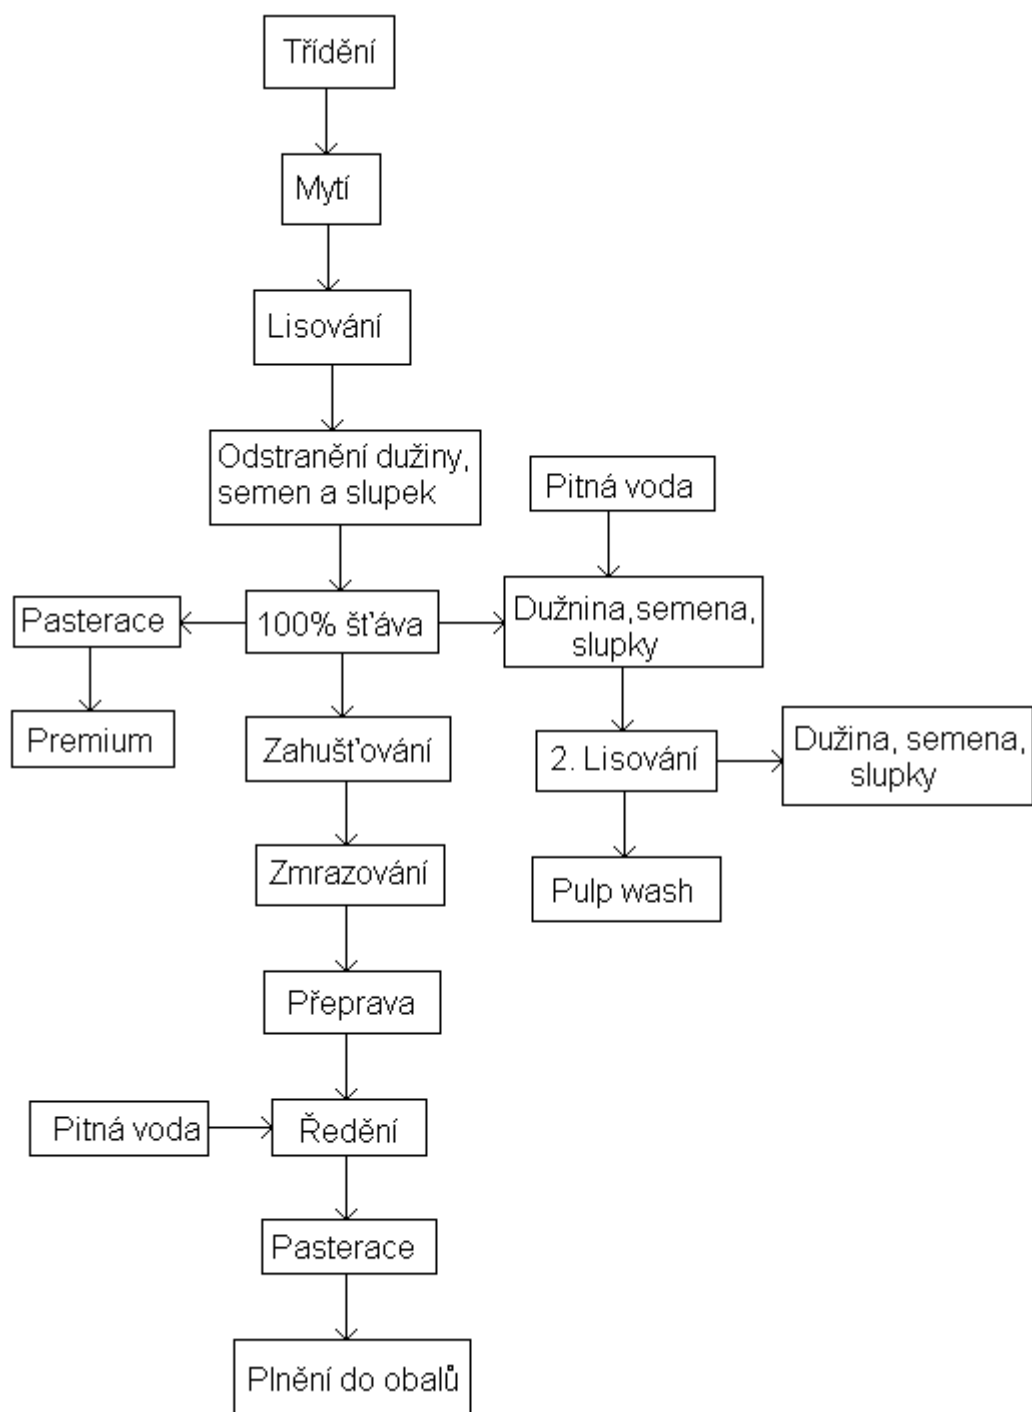 Třídění
Mytí
Lisování
Odstranění dužiny,
semen a slupek
Pitná voda
Pasterace
100% šťáva
Dužnina, semena,
slupky
Premium
Zahušťování
2. Lisování
Dužina, semena,
slupky
Zmrazování
Pulp wash
Přeprava
Pitná voda
Ředění
Pasterace
Plnění do obalů